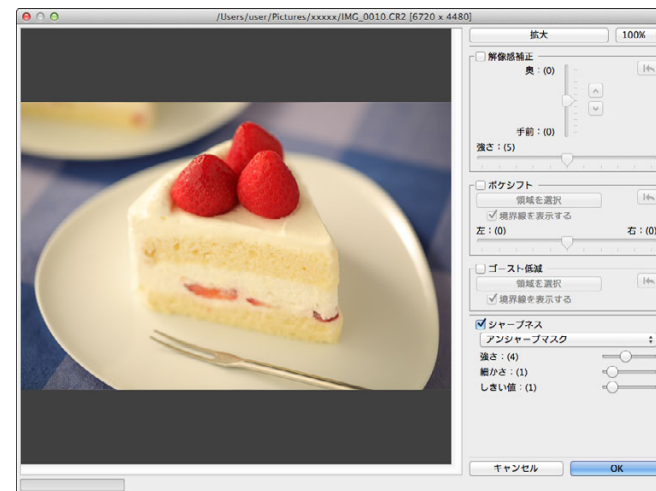 /Users/user/Pictures/xxxxx/IMG_0010.CR2 [6720 x 4480]
拡大
100%
解像感補正
奥：(0)
手前：(0)
強さ：(5)
ボケシフト
領域を選択
境界線を表示する
左：(0) 右：(0)
ゴースト低減
領域を選択
境界線を表示する
シャープネス
アンシャープマスク
強さ：(4)
細かさ：(1)
しきい値：(1)
キャンセル
OK